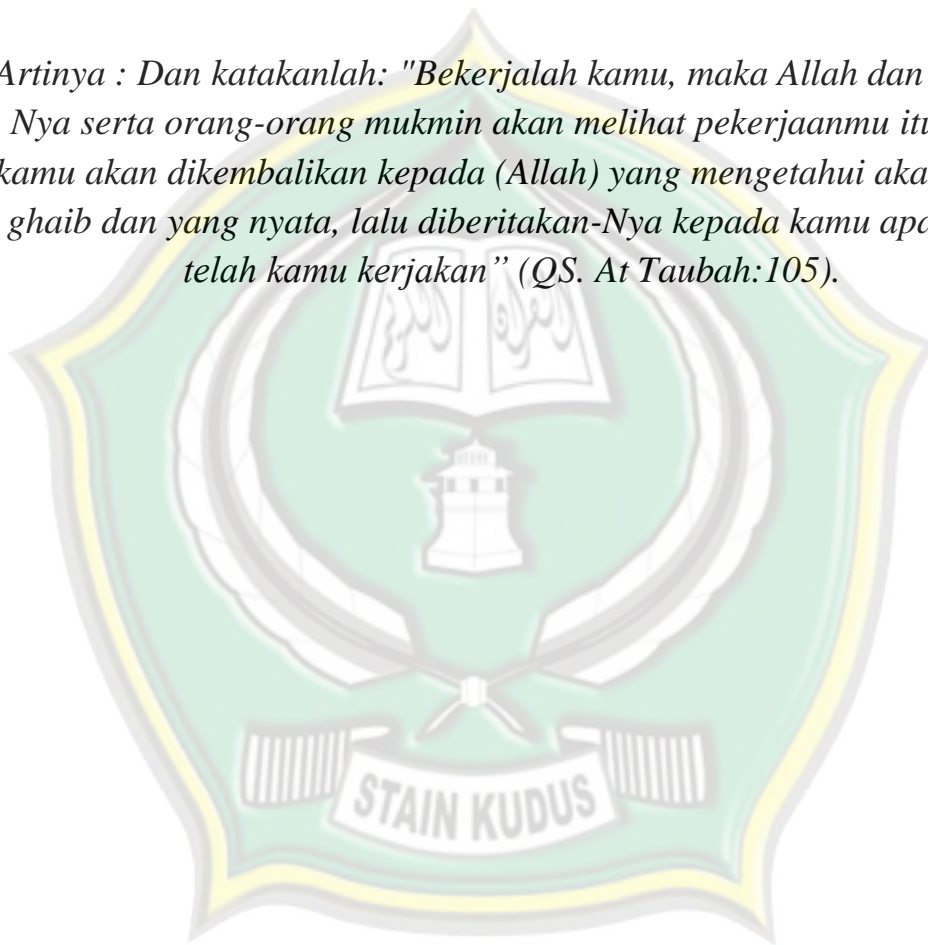 Artinya : Dan katakanlah: "Bekerjalah kamu, maka Allah dan
Nya serta orang-orang mukmin akan melihat pekerjaanmu itu
kamu akan dikembalikan kepada (Allah) yang mengetahui aka
ghaib dan yang nyata, lalu diberitakan-Nya kepada kamu apa
telah kamu kerjakan” (QS. At Taubah:105).
STAIN KUDUS